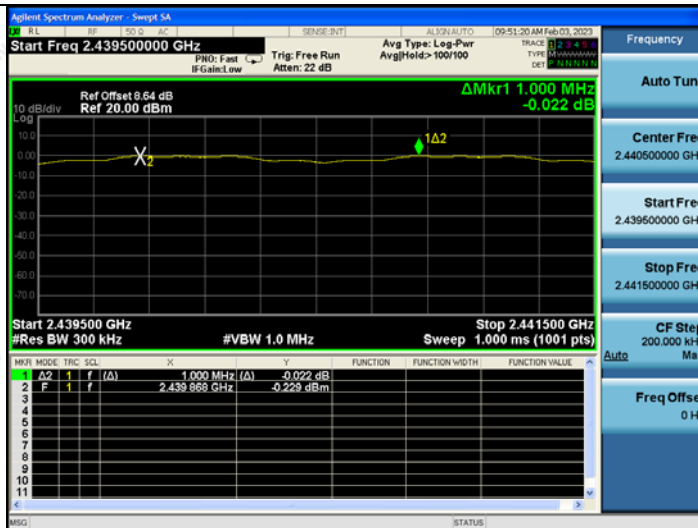 Agilent Spectrum Analyzer - Swept SA
RL RF 50 Ω AC SENSE:INT ALIGN AUTO 09:51:20 AM Feb 03, 2023
Start Freq 2.439500000 GHz
PNO: Fast
IFGain:Low
Trig: Free Run
Atten: 22 dB
Avg Type: Log-Pwr
Avg|Hold:> 100/100
TRACE 1 2 3 4 5 6
TYPE M WWWWW
DET P N N N N N
Ref Offset 8.64 dB
Ref 20.00 dBm
ΔMkr1 1.000 MHz
-0.022 dB
10 dB/div
Log
10.0
0.00
-10.0
-20.0
-30.0
-40.0
-50.0
-60.0
-70.0
X2
1Δ2
Start 2.439500 GHz
Stop 2.441500 GHz
#Res BW 300 kHz
#VBW 1.0 MHz
Sweep 1.000 ms (1001 pts)
MKR MODE TRC SCL X Y FUNCTION FUNCTION WIDTH FUNCTION VALUE
1 Δ2 1 f (Δ) 1.000 MHz (Δ) -0.022 dB
2 F 1 f 2.439 868 GHz -0.229 dBm
3
4
5
6
7
8
9
10
11
MSG
STATUS
Frequency
Auto Tun
Center Fre
2.440500000 GH
Start Fre
2.439500000 GH
Stop Fre
2.441500000 GH
CF Step
200.000 kH
Auto Ma
Freq Offse
0 H